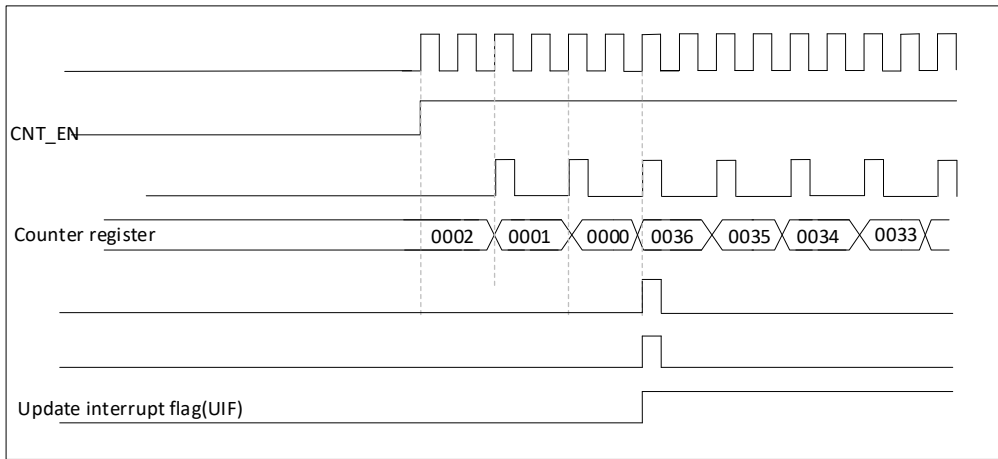 CNT_EN
Counter register 0002 0001 0000 0036 0035 0034 0033
Update interrupt flag(UIF)